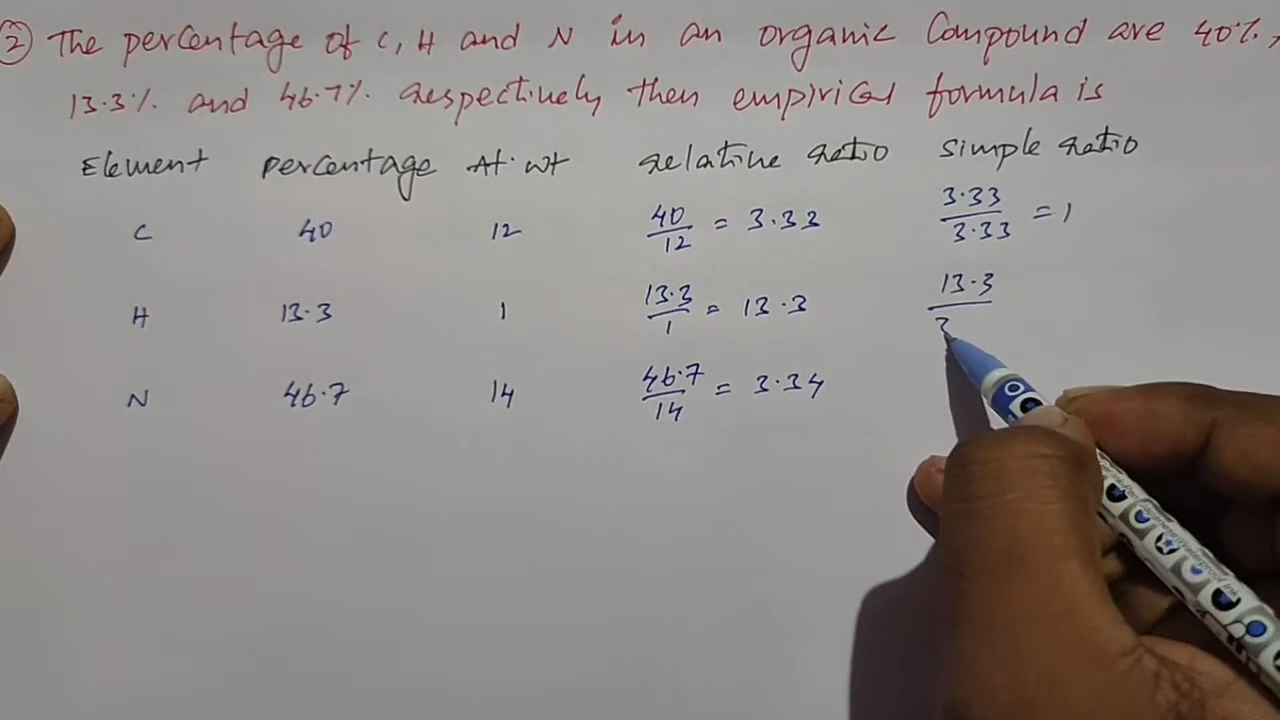 ② The percentage of C, H and N in an organic Compound are 40%,
13.3% and 46.7% respectively then empirical formula is
Element percentage At. wt relative ratio simple ratio
C 40 12 40/12 = 3.33 3.33/3.33 = 1
H 13.3 1 13.3/1 = 13.3 13.3/3
N 46.7 14 46.7/14 = 3.34